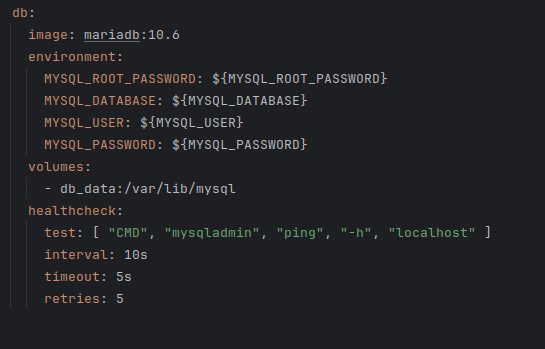 db:
image: mariadb:10.6
environment:
MYSQL_ROOT_PASSWORD: ${MYSQL_ROOT_PASSWORD}
MYSQL_DATABASE: ${MYSQL_DATABASE}
MYSQL_USER: ${MYSQL_USER}
MYSQL_PASSWORD: ${MYSQL_PASSWORD}
volumes:
- db_data:/var/lib/mysql
healthcheck:
test: [ "CMD", "mysqladmin", "ping", "-h", "localhost" ]
interval: 10s
timeout: 5s
retries: 5